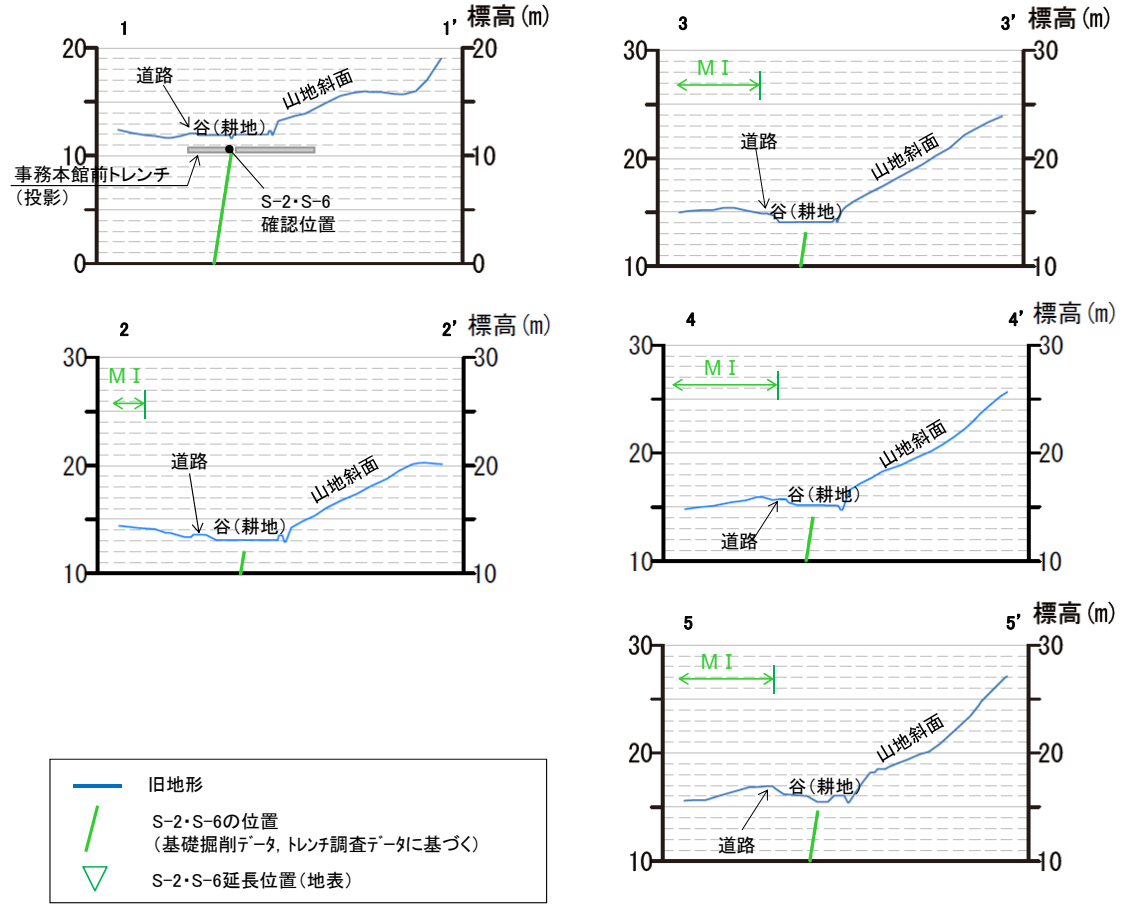 1
1’
標高(m)
20
20
10
10
0
0
道路
谷(耕地)
山地斜面
事務本館前トレンチ
(投影)
S-2・S-6
確認位置
2
2’
標高(m)
30
30
20
20
10
10
ＭＩ
道路
谷(耕地)
山地斜面
3
3’
標高(m)
30
30
20
20
10
10
ＭＩ
道路
谷(耕地)
山地斜面
4
4’
標高(m)
30
30
20
20
10
10
ＭＩ
道路
谷(耕地)
山地斜面
5
5’
標高(m)
30
30
20
20
10
10
ＭＩ
道路
谷(耕地)
山地斜面
旧地形
S-2・S-6の位置
(基礎掘削ﾃﾞｰﾀ，ﾄﾚﾝﾁ調査ﾃﾞｰﾀに基づく)
S-2・S-6延長位置(地表)